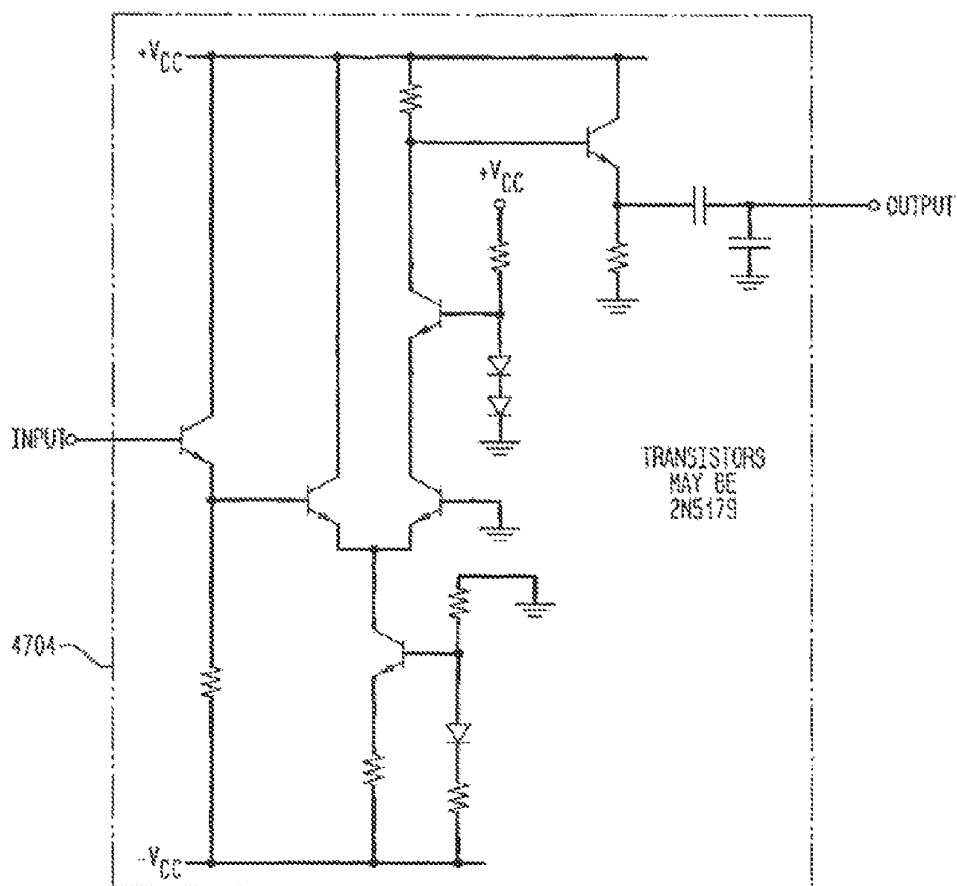 +VCC
+VCC
OUTPUT
INPUT
TRANSISTORS
MAY BE
2N5179
4704
-VCC